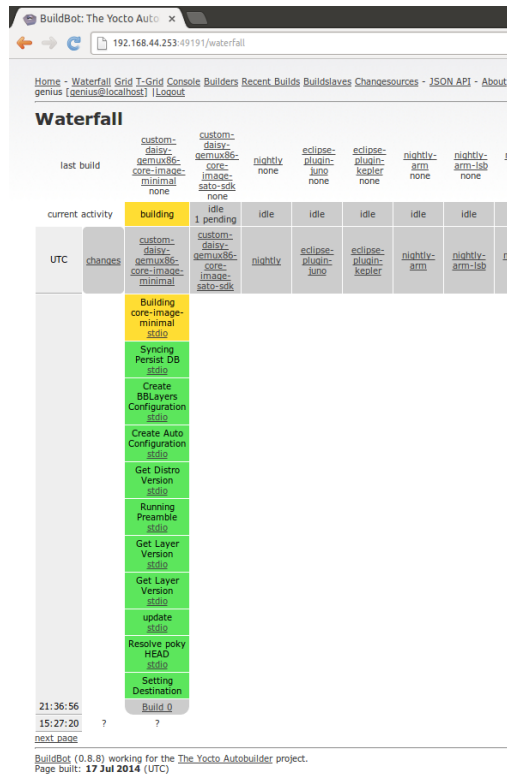 BuildBot: The Yocto Auto
192.168.44.253:49191/waterfall
Home - Waterfall Grid T-Grid Console Builders Recent Builds Buildslaves Changesources - JSON API - About
genius [genius@localhost] |Logout
Waterfall
last build
custom-
daisy-
qemux86-
core-image-
minimal
none
custom-
daisy-
qemux86-
core-
image-
sato-sdk
none
nightly
none
eclipse-
plugin-
juno
none
eclipse-
plugin-
kepler
none
nightly-
arm
none
nightly-
arm-lsb
none
current activity
building
idle
1 pending
idle
idle
idle
idle
idle
UTC
changes
custom-
daisy-
qemux86-
core-image-
minimal
custom-
daisy-
qemux86-
core-
image-
sato-sdk
nightly
eclipse-
plugin-
juno
eclipse-
plugin-
kepler
nightly-
arm
nightly-
arm-lsb
Building
core-image-
minimal
stdio
Syncing
Persist DB
stdio
Create
BBLayers
Configuration
stdio
Create Auto
Configuration
stdio
Get Distro
Version
stdio
Running
Preamble
stdio
Get Layer
Version
stdio
Get Layer
Version
stdio
update
stdio
Resolve poky
HEAD
stdio
Setting
Destination
21:36:56
Build 0
15:27:20 ? ?
next page
BuildBot (0.8.8) working for the The Yocto Autobuilder project.
Page built: 17 Jul 2014 (UTC)